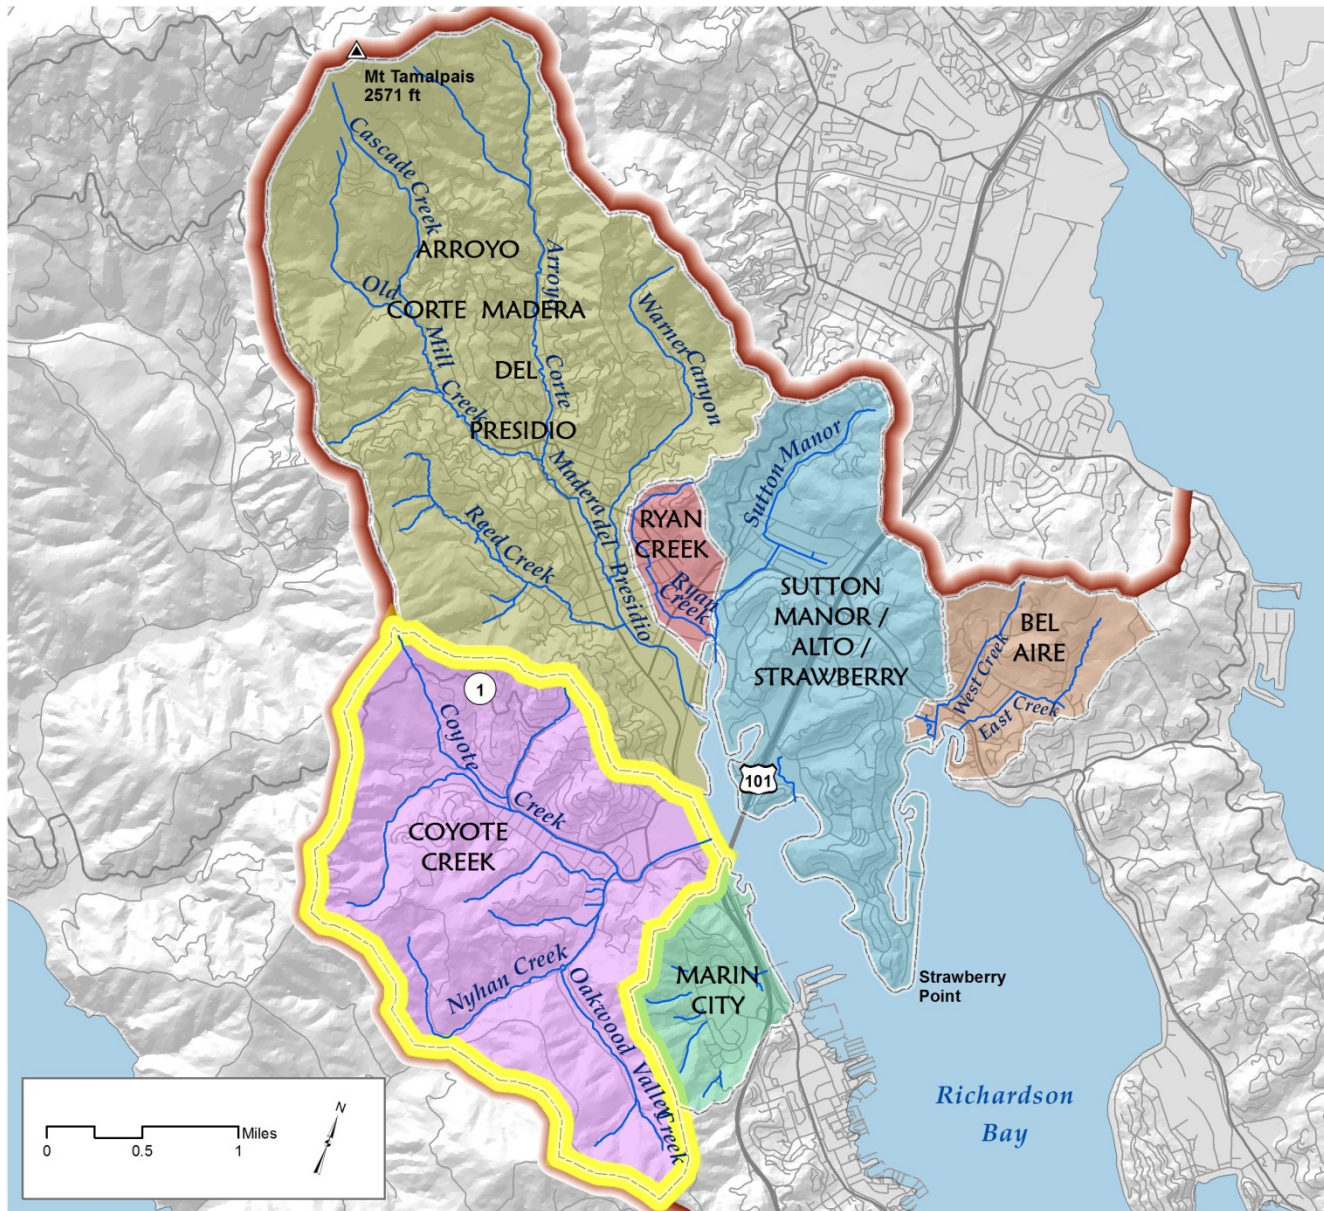 Mt Tamalpais
2571 ft
Cascade Creek
ARROYO
CORTE MADERA
DEL
PRESIDIO
Old Mill Creek
Arroyo Corte Madera del Presidio
Warner Canyon
Reed Creek
RYAN
CREEK
Ryan
Creek
Sutton Manor
SUTTON
MANOR /
ALTO /
STRAWBERRY
BEL
AIRE
West Creek
East Creek
1
101
Coyote Creek
COYOTE
CREEK
Nyhan Creek
Oakwood Valley Creek
MARIN
CITY
Strawberry
Point
Richardson
Bay
N
Miles
0 0.5 1